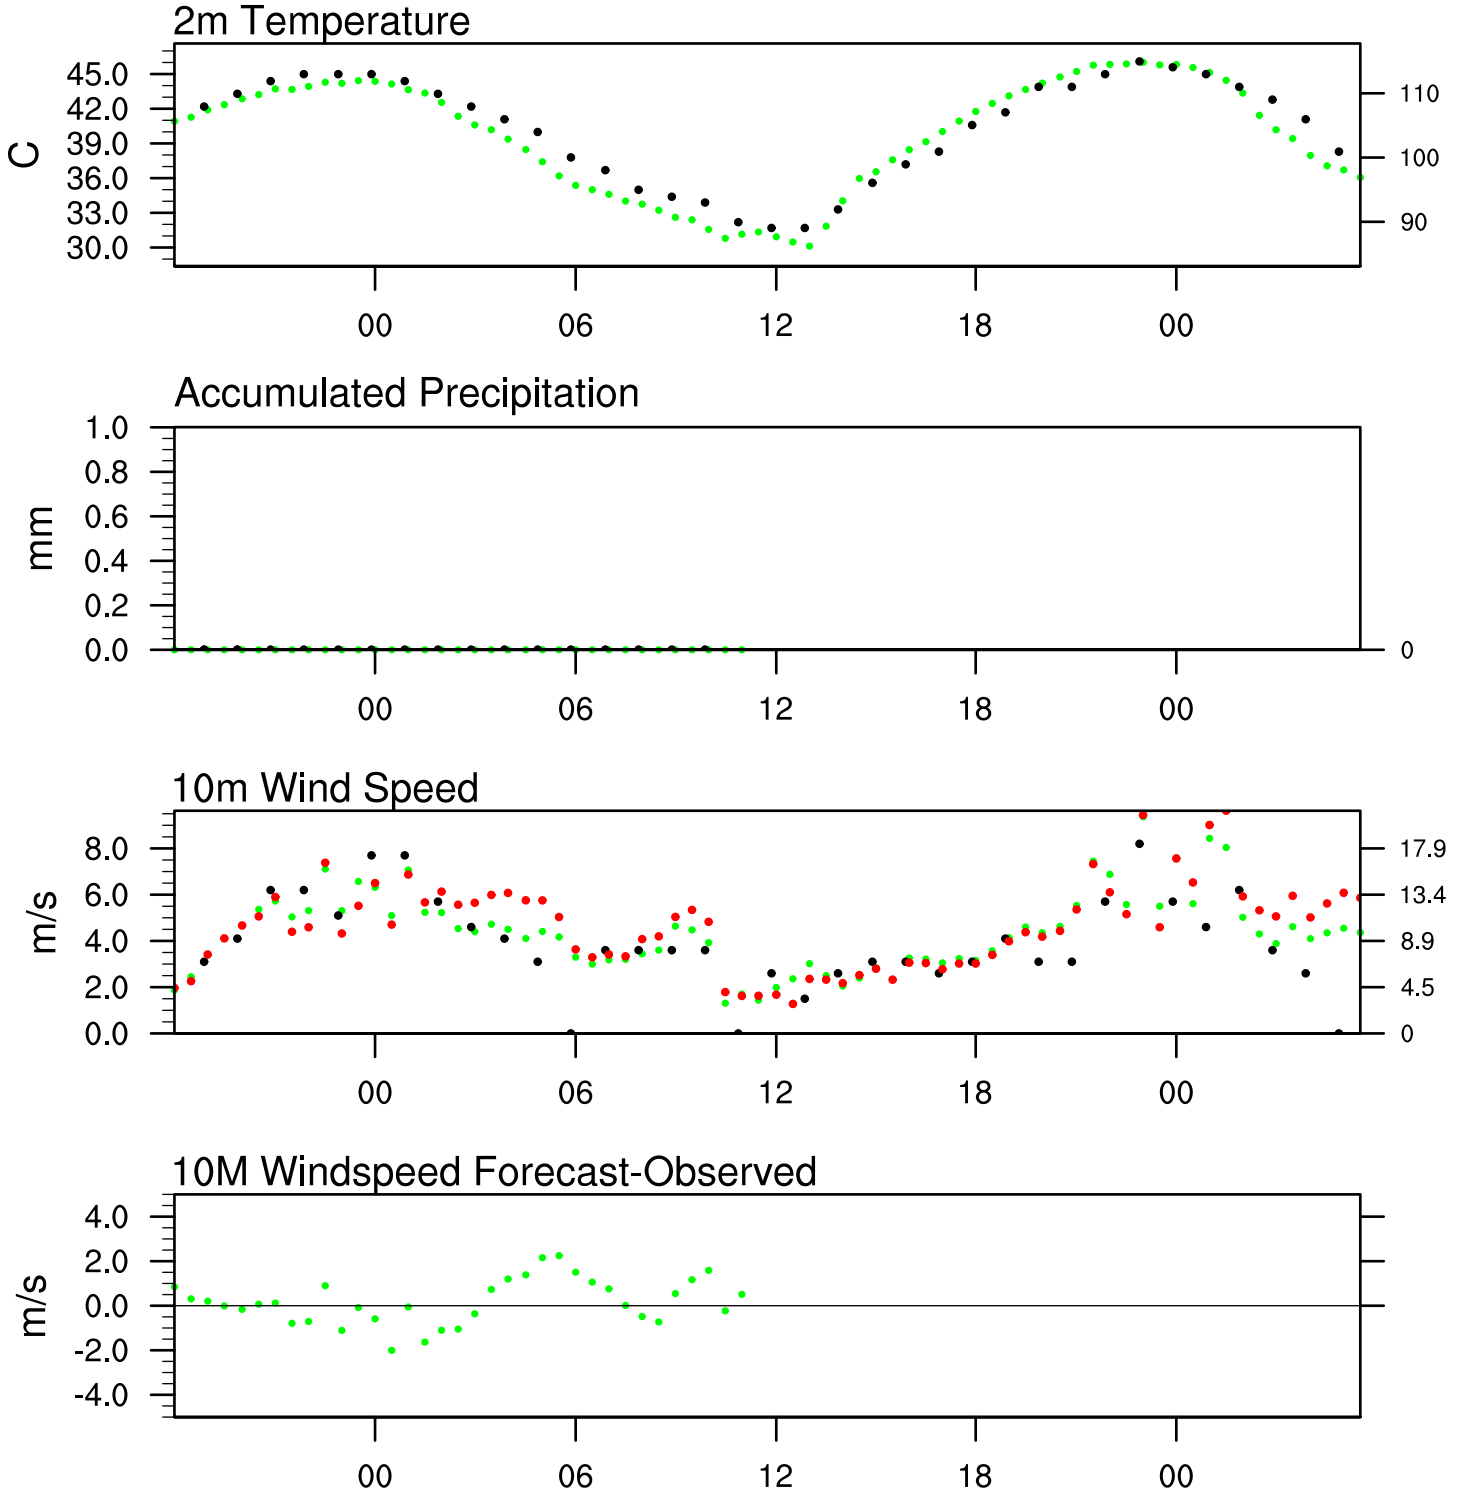 2m Temperature
45.0
42.0
39.0
36.0
33.0
30.0
C
110
100
90
00 06 12 18 00
Accumulated Precipitation
1.0
0.8
0.6
0.4
0.2
0.0
mm
0
00 06 12 18 00
10m Wind Speed
8.0
6.0
4.0
2.0
0.0
m/s
17.9
13.4
8.9
4.5
0
00 06 12 18 00
10M Windspeed Forecast-Observed
4.0
2.0
0.0
-2.0
-4.0
m/s
00 06 12 18 00